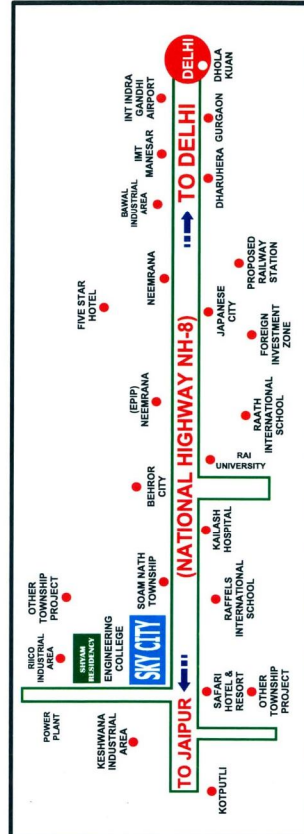 DELHI
DHOLA
KUAN
INT INDRA
GANDHI
AIRPORT
GURGAON
IMT
MANESAR
DHARUHERA
BAWAL
INDUSTRIAL
AREA
TO DELHI
NEEMRANA
FIVE STAR
HOTEL
PROPOSED
RAILWAY
STATION
JAPANESE
CITY
FOREIGN
INVESTMENT
ZONE
(NATIONAL HIGHWAY NH-8)
(EPIP)
NEEMRANA
RAATH
INTERNATIONAL
SCHOOL
RAI
UNIVERSITY
BEHROR
CITY
KAILASH
HOSPITAL
SOAM NATH
TOWNSHIP
RAFFELS
INTERNATIONAL
SCHOOL
OTHER
TOWNSHIP
PROJECT
RIICO
INDUSTRIAL
AREA
SHYAM
RESIDENCY
ENGINEERING
COLLEGE
SKY CITY
SAFARI
HOTEL &
RESORT
OTHER
TOWNSHIP
PROJECT
TO JAIPUR
POWER
PLANT
KESHWANA
INDUSTRIAL
AREA
KOTPUTLI